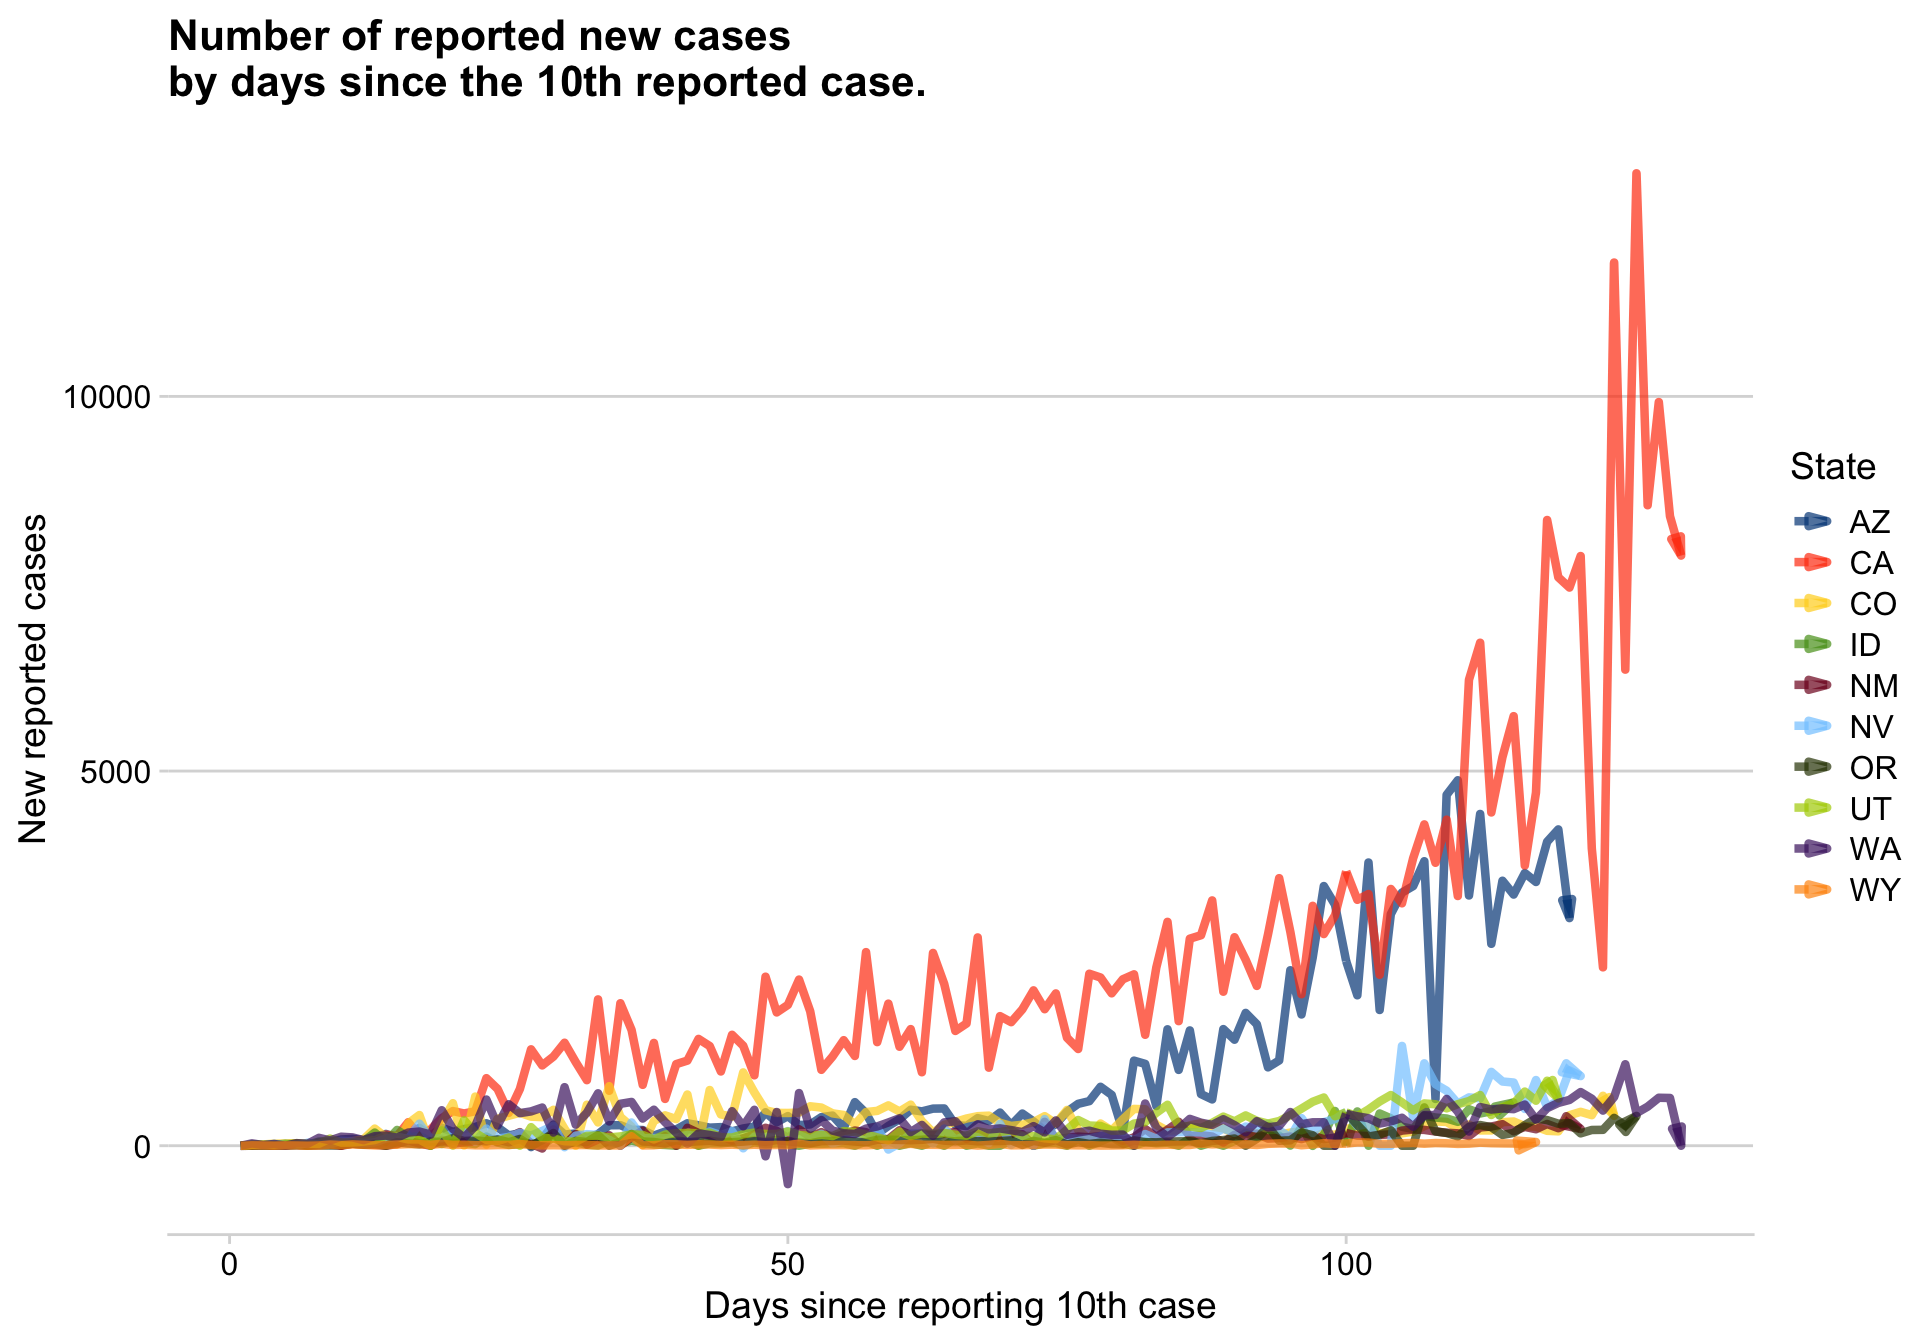 Number of reported new cases
by days since the 10th reported case.
New reported cases
10000
5000
0
0
50
100
Days since reporting 10th case
State
AZ
CA
CO
ID
NM
NV
OR
UT
WA
WY